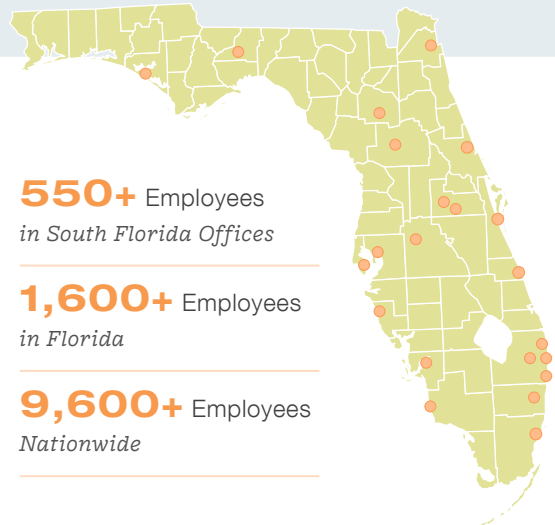 550+ Employees
in South Florida Offices
1,600+ Employees
in Florida
9,600+ Employees
Nationwide